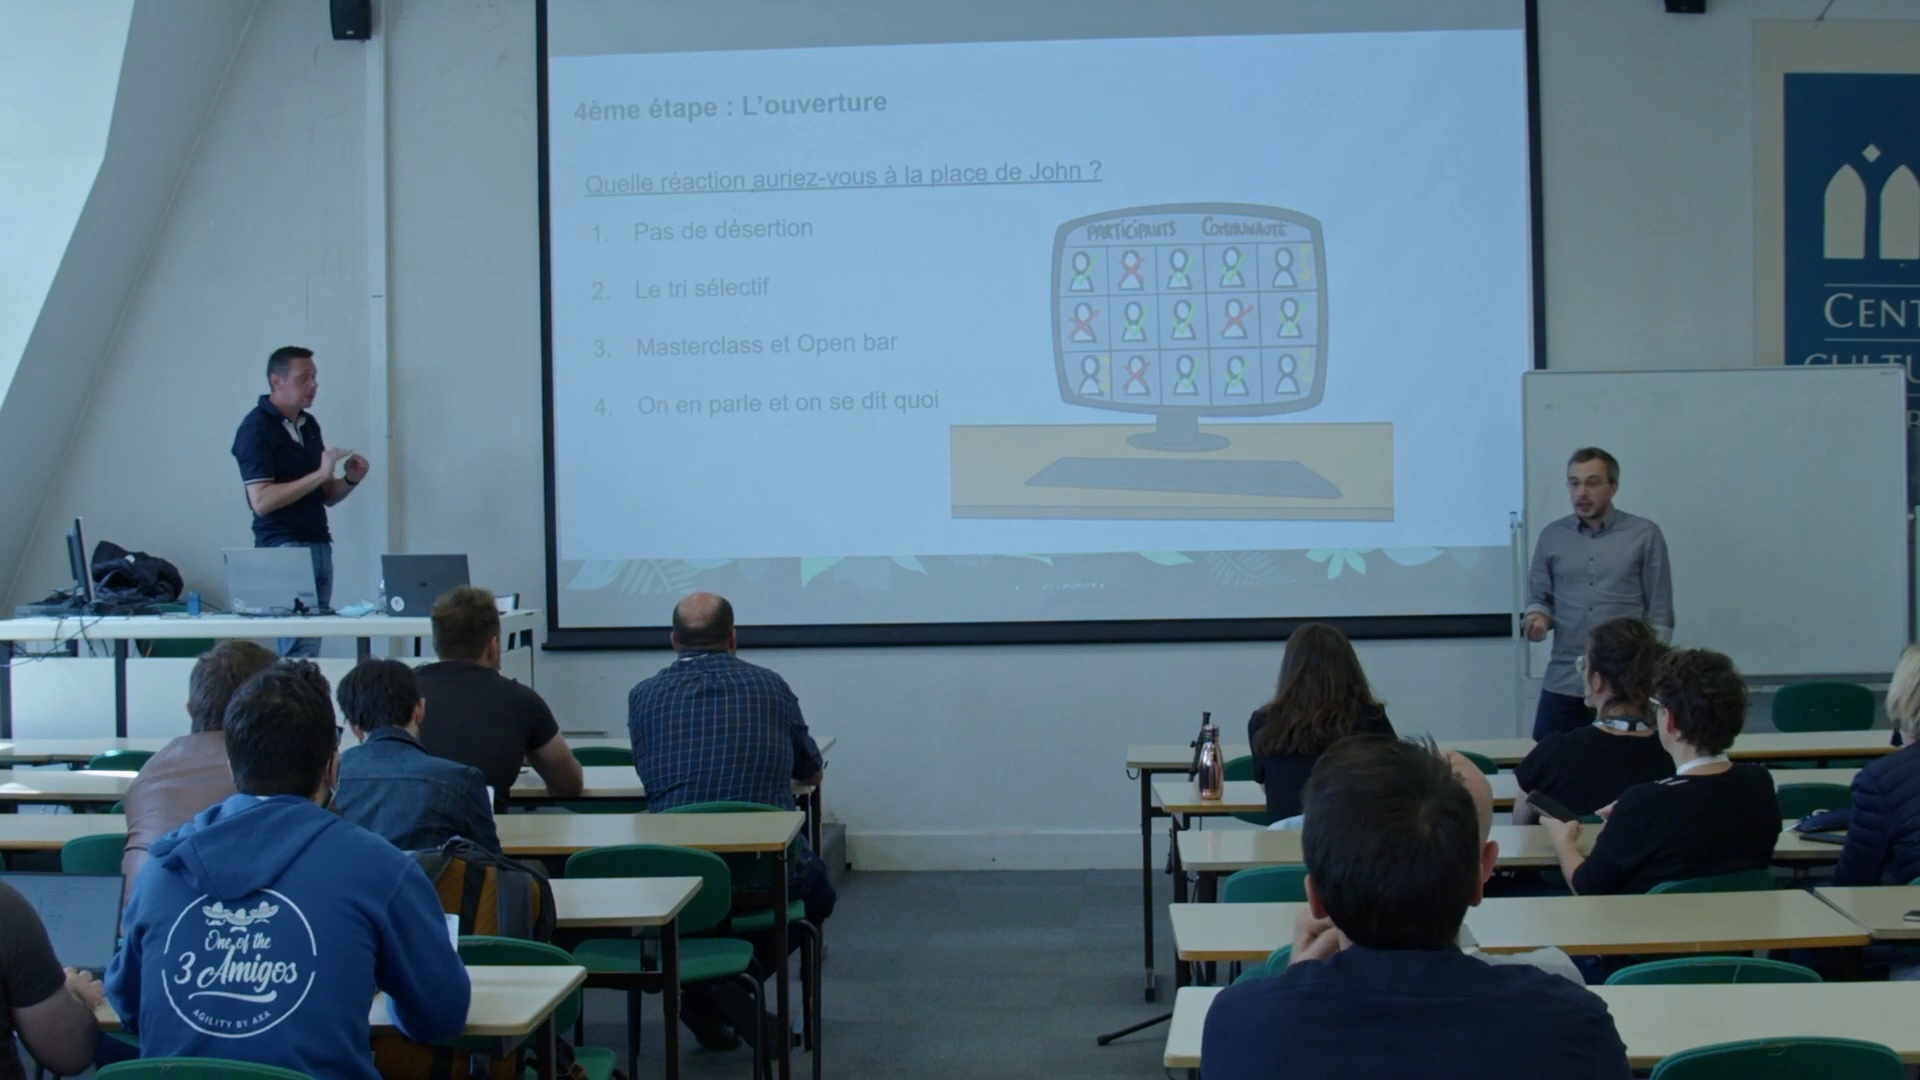 4ème étape : L'ouverture
Quelle réaction auriez-vous à la place de John ?
1. Pas de désertion
2. Le tri sélectif
3. Masterclass et Open bar
4. On en parle et on se dit quoi
PARTICIPANTS COMMUNAUTÉ
CENT
CULTU
One of the
3 Amigos
AGILITY BY AXA